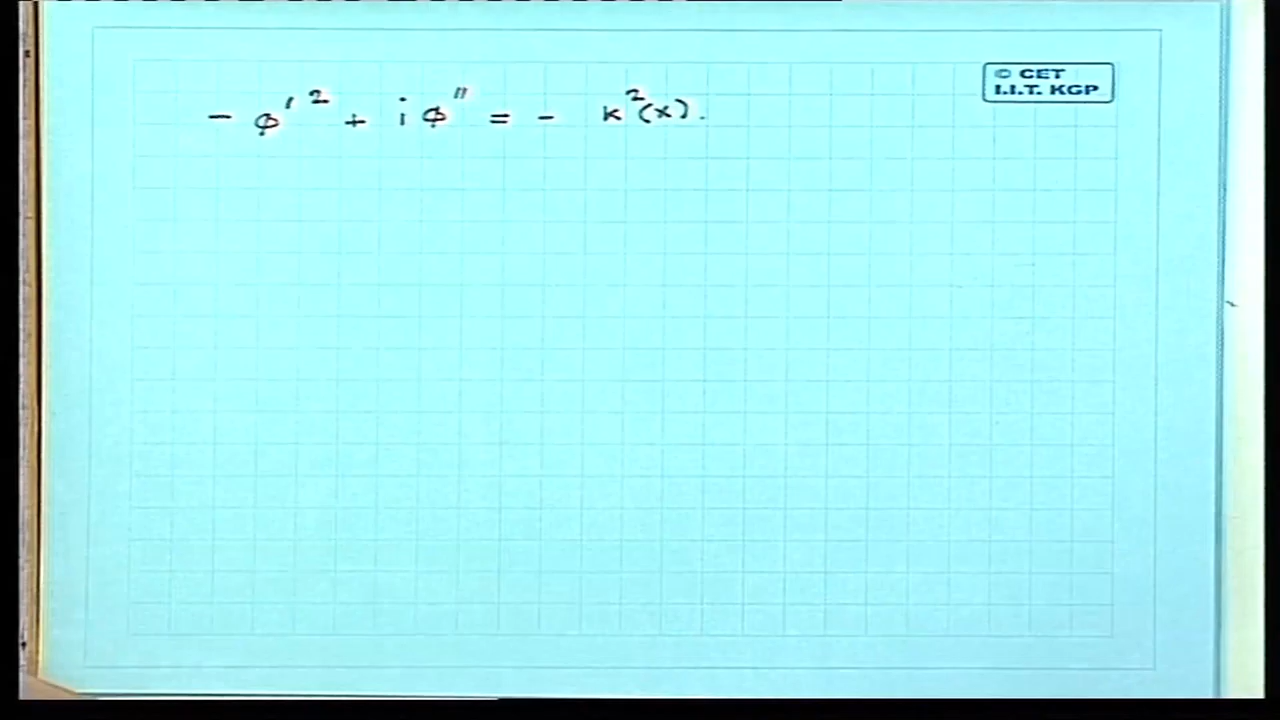 - φ'² + i φ'' = - k²(x).
© CET
I.I.T. KGP